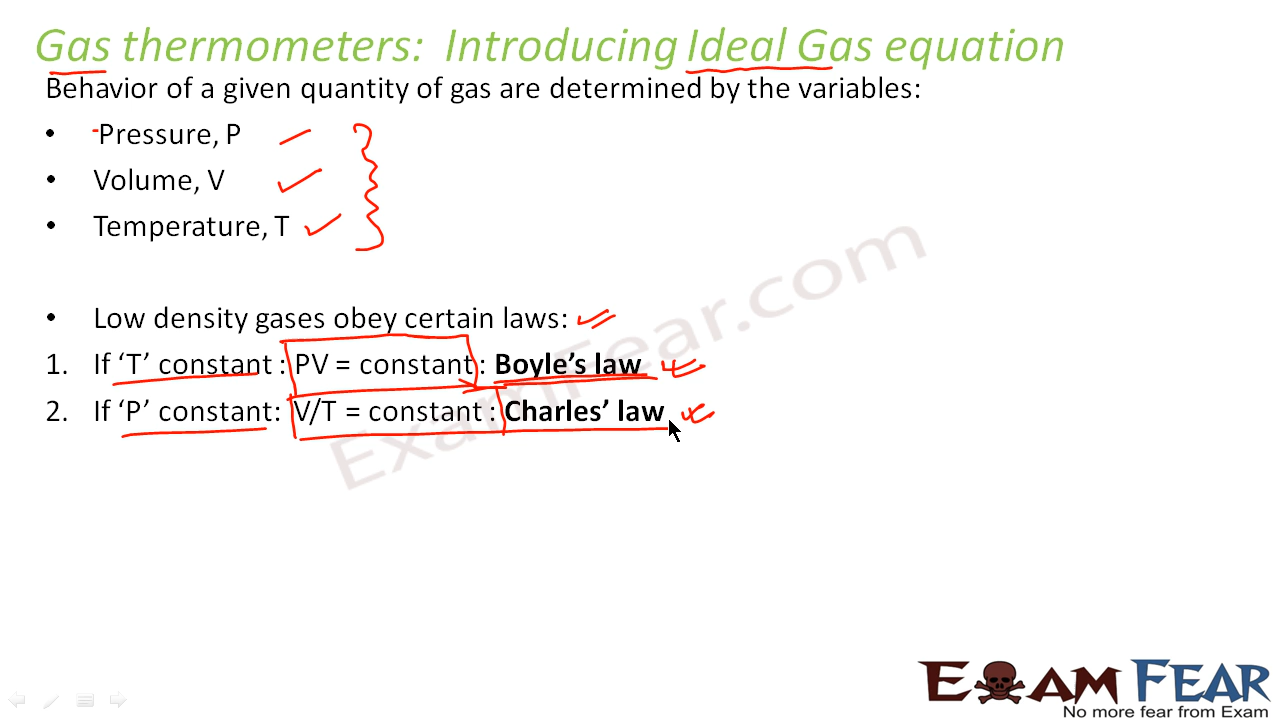 Gas thermometers: Introducing Ideal Gas equation
Behavior of a given quantity of gas are determined by the variables:
• Pressure, P
• Volume, V
• Temperature, T
• Low density gases obey certain laws:
1. If ‘T’ constant : PV = constant : Boyle’s law
2. If ‘P’ constant: V/T = constant : Charles’ law
ExamFear.com
EXAM FEAR
No more fear from Exam